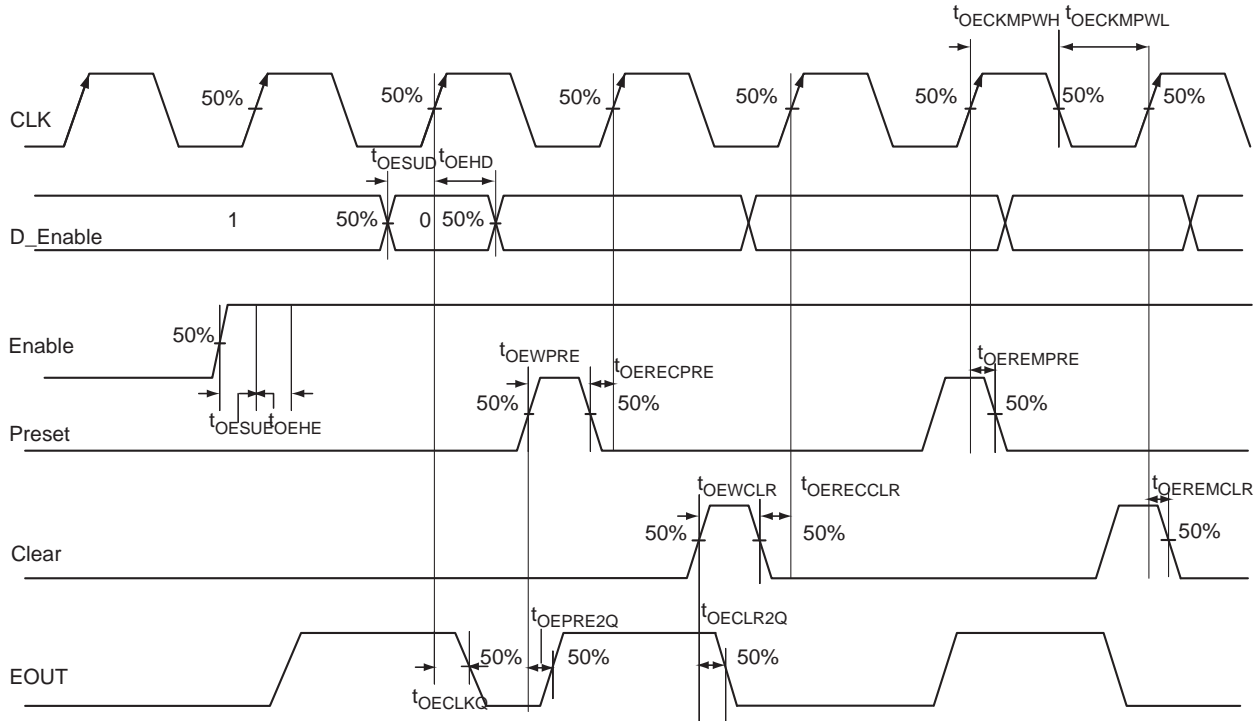 tOECKMPWH tOECKMPWL
CLK
50% 50% 50% 50% 50% 50% 50%
tOESUD tOEHD
D_Enable
1 50% 0 50%
Enable
50%
tOESUE tOEHE
tOEWPRE tOERECPRE tOEREMPRE
Preset
50% 50% 50%
tOEWCLR tOERECCLR tOEREMCLR
Clear
50% 50% 50%
tOEPRE2Q tOECLR2Q
EOUT
50% 50% 50%
tOECLKQ